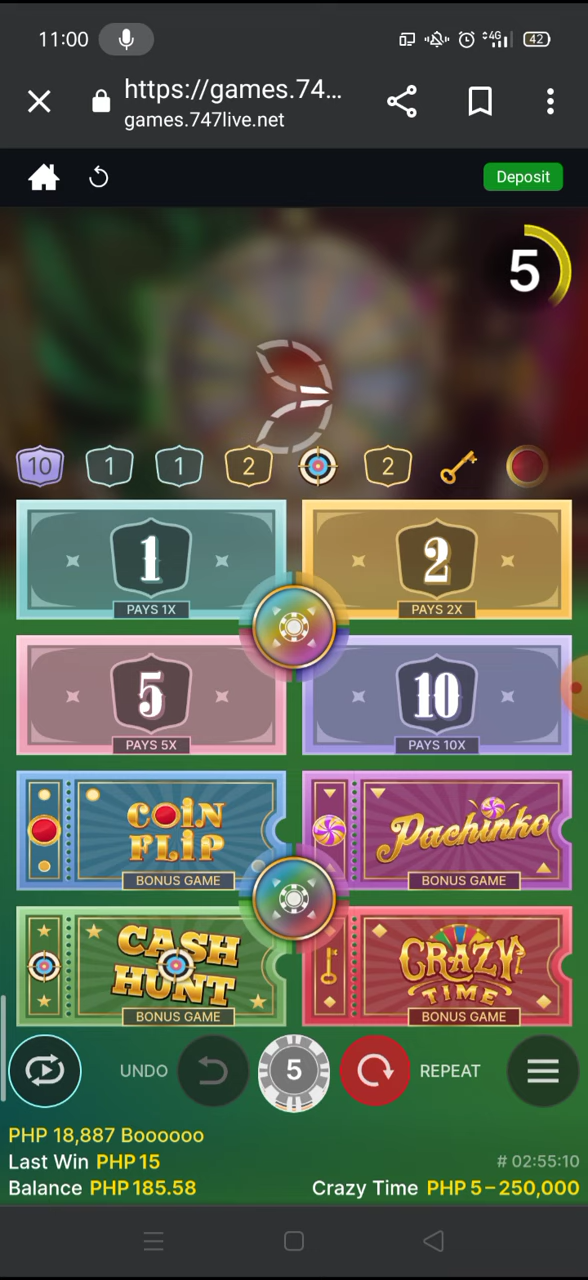 11:00
4G
42
https://games.74...
games.747live.net
Deposit
5
10 1 1 2 2
1
PAYS 1X
2
PAYS 2X
5
PAYS 5X
10
PAYS 10X
COiN FLiP
BONUS GAME
Pachinko
BONUS GAME
CASH HUNT
BONUS GAME
CRAZY TIME
BONUS GAME
UNDO 5 REPEAT
PHP 18,887 Boooooo
Last Win PHP 15
# 02:55:10
Balance PHP 185.58
Crazy Time PHP 5 – 250,000